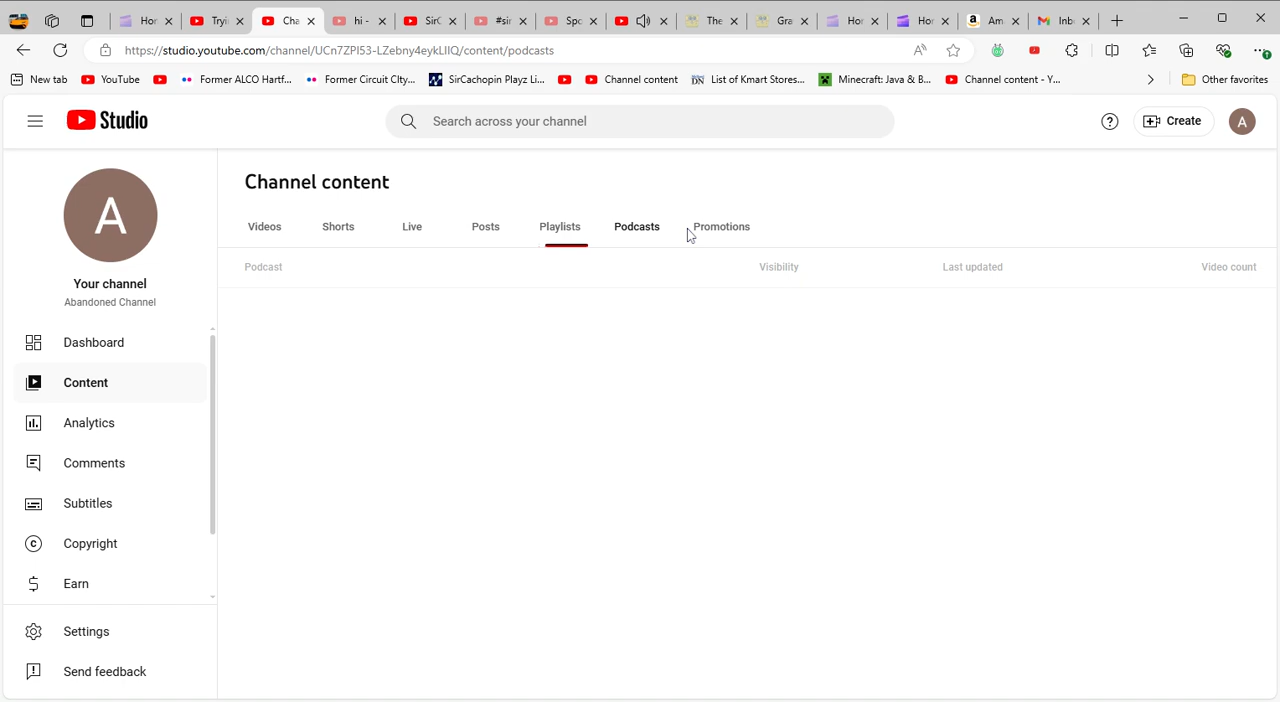 Hor
Tryi
Cha
hi -
SirC
#sir
Spo
The
Gra
Hor
Hor
Am
Inb
https://studio.youtube.com/channel/UCn7ZPI53-LZebny4eykLIIQ/content/podcasts
New tab
YouTube
Former ALCO Hartf...
Former Circuit CIty...
SirCachopin Playz Li...
Channel content
List of Kmart Stores...
Minecraft: Java & B...
Channel content - Y...
Other favorites
Studio
Search across your channel
Create
A
A
Your channel
Abandoned Channel
Dashboard
Content
Analytics
Comments
Subtitles
Copyright
Earn
Settings
Send feedback
Channel content
Videos Shorts Live Posts Playlists Podcasts Promotions
Podcast Visibility Last updated Video count